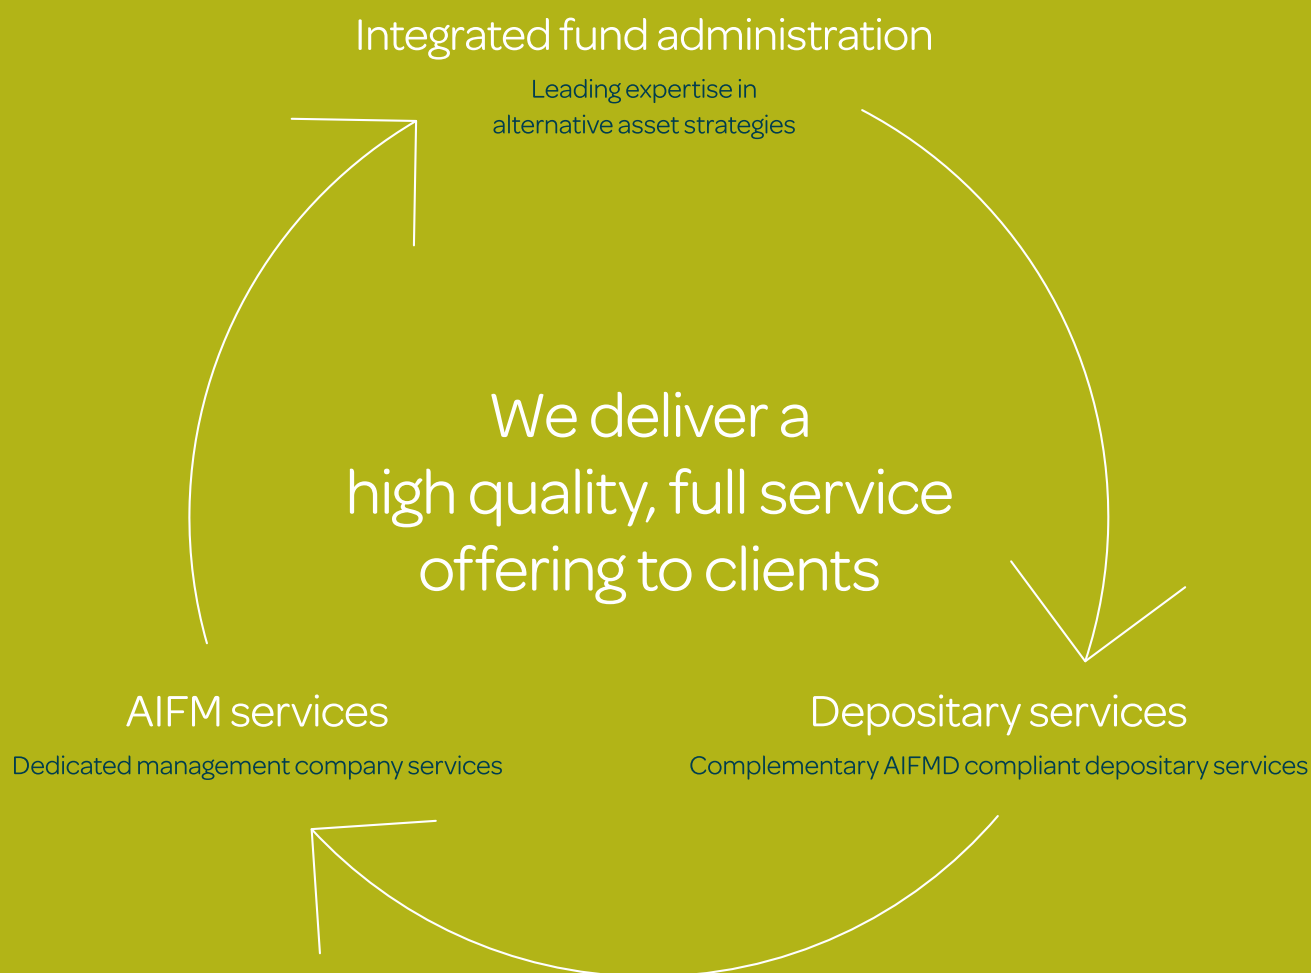 Integrated fund administration
Leading expertise in
alternative asset strategies
We deliver a
high quality, full service
offering to clients
AIFM services
Dedicated management company services
Depositary services
Complementary AIFMD compliant depositary services